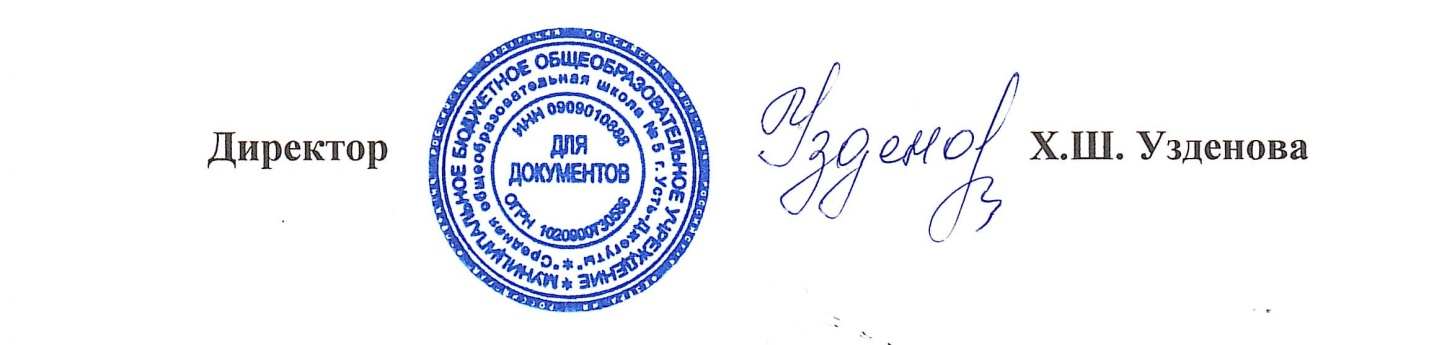 Директор
МУНИЦИПАЛЬНОЕ БЮДЖЕТНОЕ ОБЩЕОБРАЗОВАТЕЛЬНОЕ УЧРЕЖДЕНИЕ *
"Средняя общеобразовательная школа № 5 г. Усть-Джегуты" *
ИНН 0909010888
ДЛЯ
ДОКУМЕНТОВ
ОГРН 1020900730586
Узденов
Х.Ш. Узденова